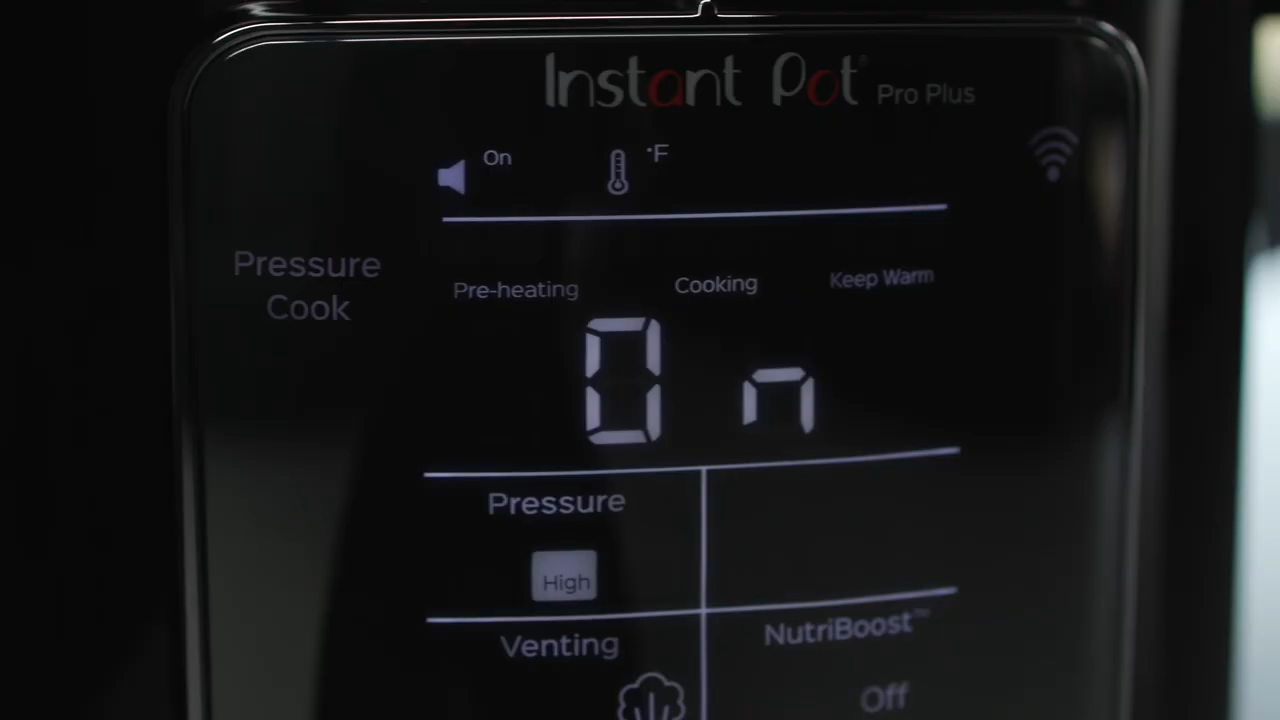 Instant Pot® Pro Plus
On °F
Pressure
Cook
Pre-heating Cooking Keep Warm
On
Pressure
High
Venting NutriBoost™
Off